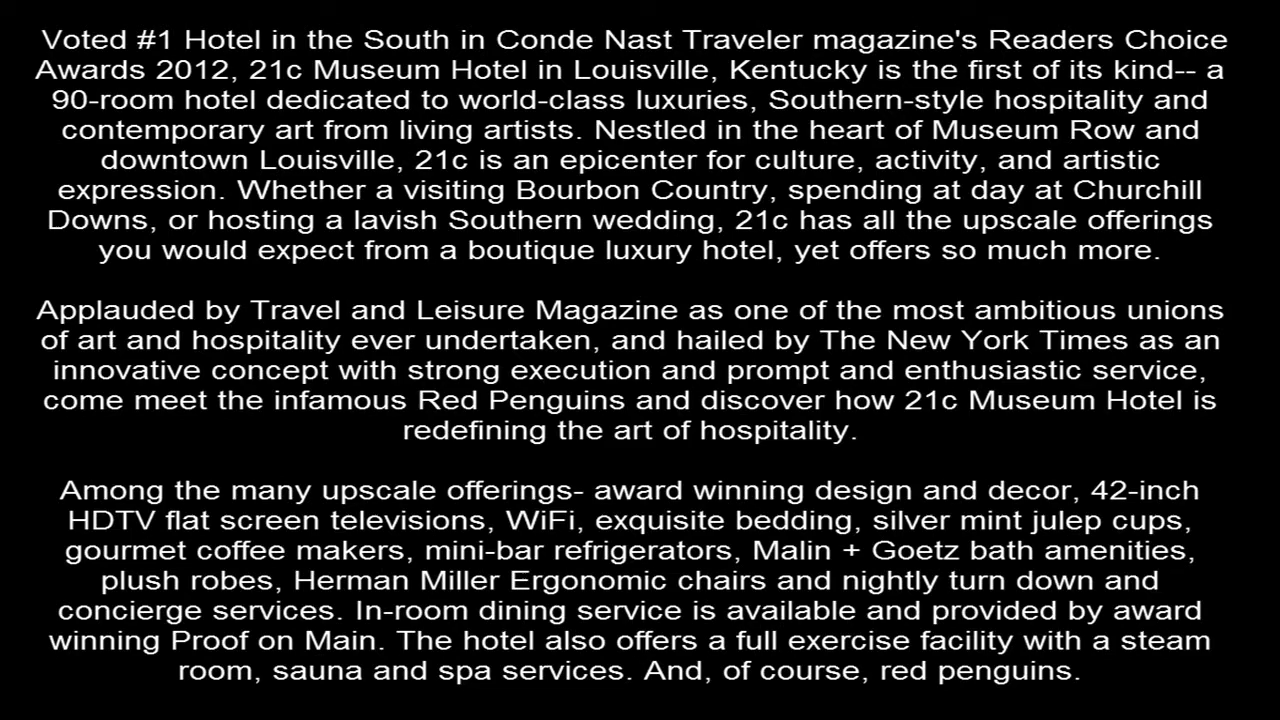 Voted #1 Hotel in the South in Conde Nast Traveler magazine's Readers Choice
Awards 2012, 21c Museum Hotel in Louisville, Kentucky is the first of its kind-- a
90-room hotel dedicated to world-class luxuries, Southern-style hospitality and
contemporary art from living artists. Nestled in the heart of Museum Row and
downtown Louisville, 21c is an epicenter for culture, activity, and artistic
expression. Whether a visiting Bourbon Country, spending at day at Churchill
Downs, or hosting a lavish Southern wedding, 21c has all the upscale offerings
you would expect from a boutique luxury hotel, yet offers so much more.
Applauded by Travel and Leisure Magazine as one of the most ambitious unions
of art and hospitality ever undertaken, and hailed by The New York Times as an
innovative concept with strong execution and prompt and enthusiastic service,
come meet the infamous Red Penguins and discover how 21c Museum Hotel is
redefining the art of hospitality.
Among the many upscale offerings- award winning design and decor, 42-inch
HDTV flat screen televisions, WiFi, exquisite bedding, silver mint julep cups,
gourmet coffee makers, mini-bar refrigerators, Malin + Goetz bath amenities,
plush robes, Herman Miller Ergonomic chairs and nightly turn down and
concierge services. In-room dining service is available and provided by award
winning Proof on Main. The hotel also offers a full exercise facility with a steam
room, sauna and spa services. And, of course, red penguins.